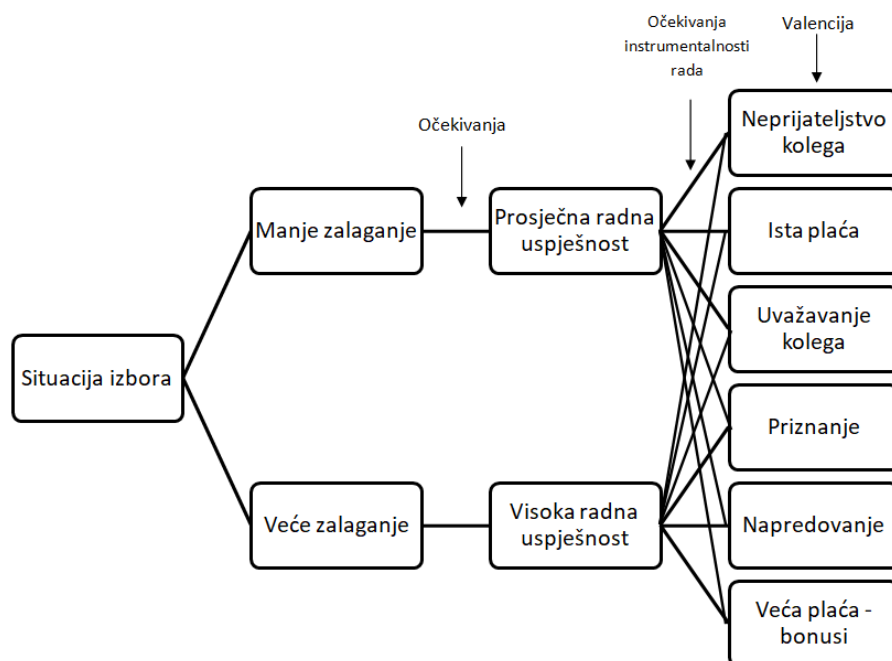 Očekivanja
instrumentalnosti
rada
Valencija
Neprijateljstvo
kolega
Očekivanja
Manje zalaganje
Prosječna radna
uspješnost
Ista plaća
Uvažavanje
kolega
Situacija izbora
Priznanje
Veće zalaganje
Visoka radna
uspješnost
Napredovanje
Veća plaća -
bonusi